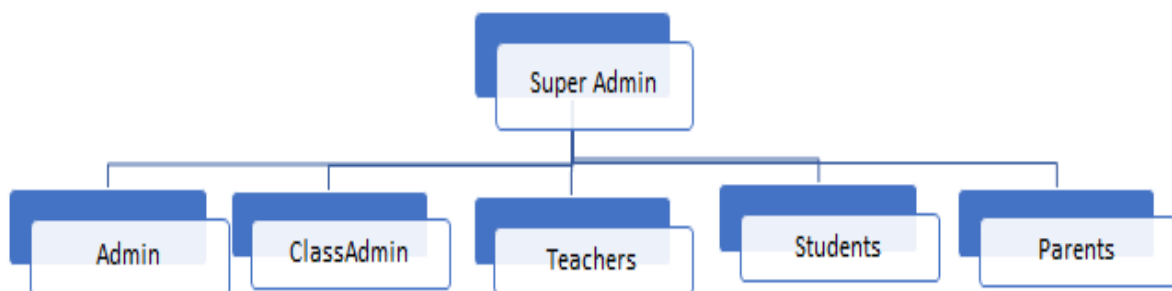 Super Admin
Admin
ClassAdmin
Teachers
Students
Parents